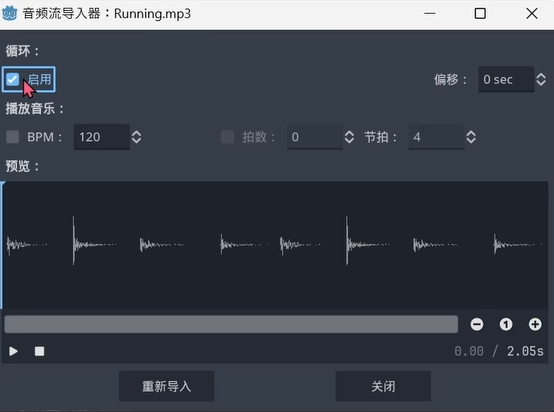 音频流导入器：Running.mp3
循环：
启用 偏移： 0 sec
播放音乐：
BPM： 120 拍数： 0 节拍： 4
预览：
1
0.00 / 2.05s
重新导入 关闭